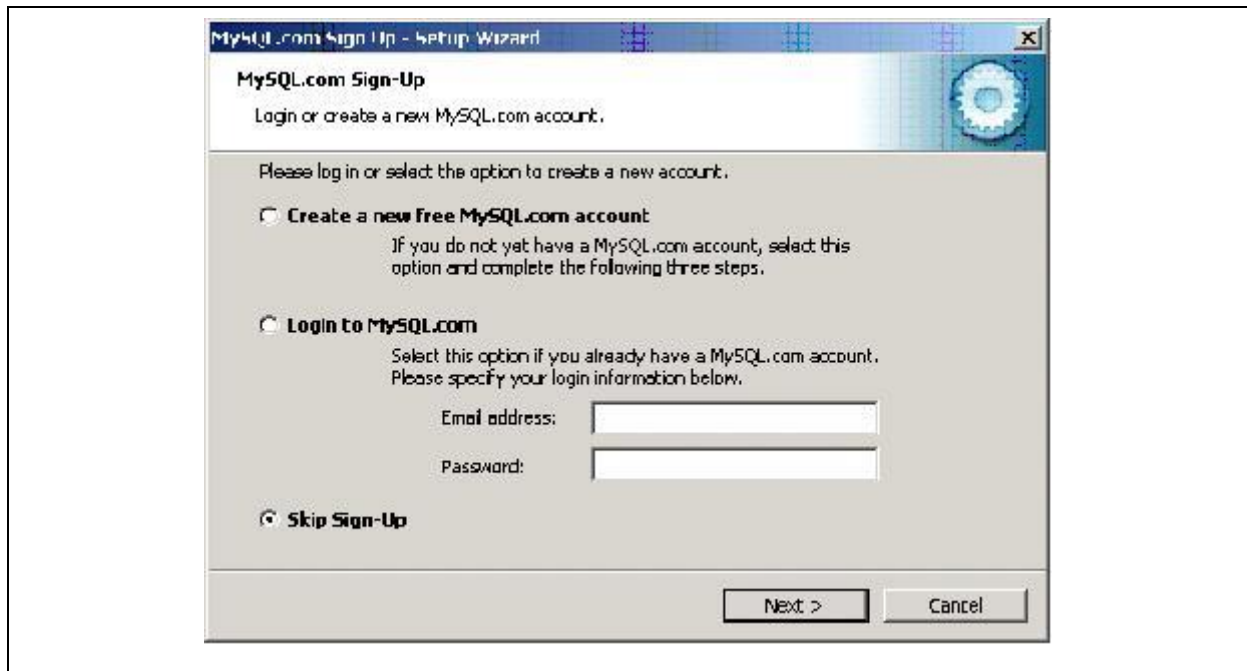 MySQL.com Sign Up - Setup Wizard
MySQL.com Sign-Up
Login or create a new MySQL.com account.
Please log in or select the option to create a new account.
Create a new free MySQL.com account
If you do not yet have a MySQL.com account, select this
option and complete the following three steps.
Login to MySQL.com
Select this option if you already have a MySQL.com account.
Please specify your login information below.
Email address:
Password:
Skip Sign-Up
Next >
Cancel